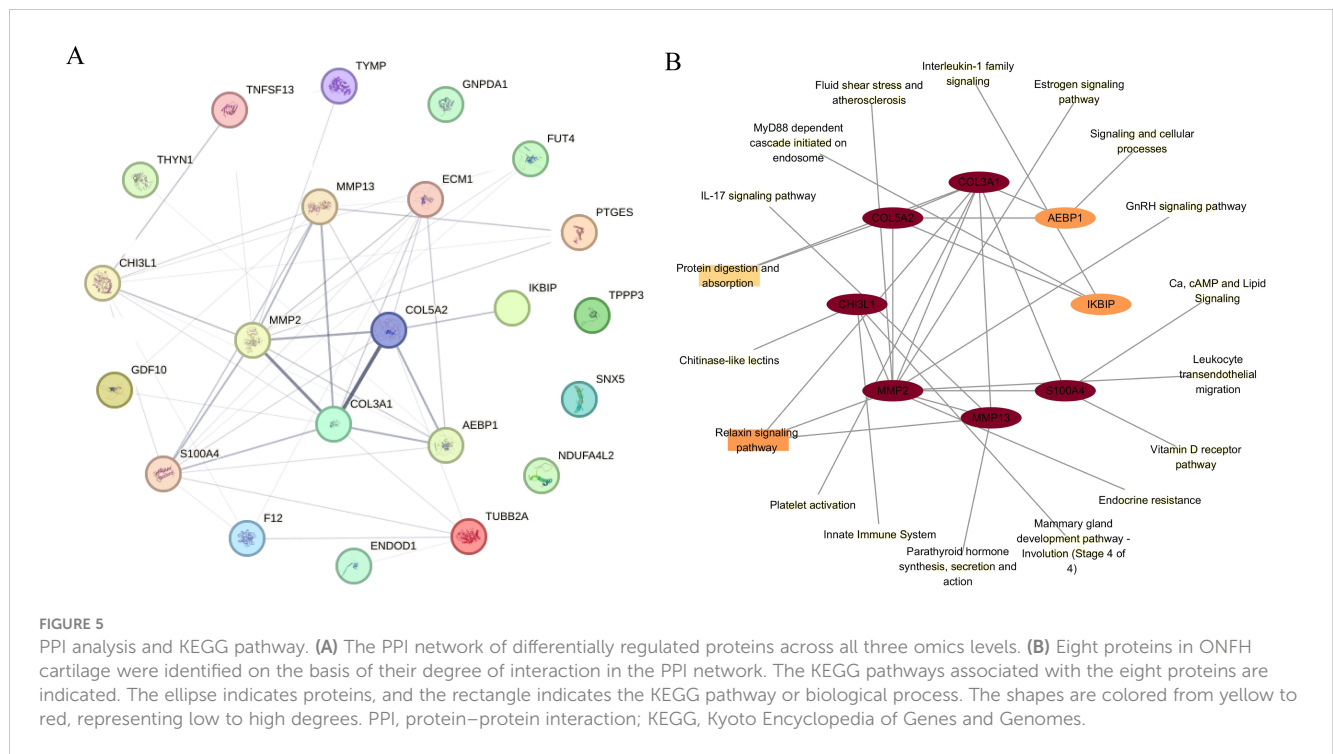 A
TYMP
TNFSF13
GNPDA1
FUT4
THYN1
MMP13
ECM1
PTGES
CHI3L1
IKBIP
TPPP3
MMP2
COL5A2
GDF10
SNX5
COL3A1
AEBP1
S100A4
NDUFA4L2
F12
TUBB2A
ENDOD1
B
Interleukin-1 family
signaling
Fluid shear stress and
atherosclerosis
Estrogen signaling
pathway
MyD88 dependent
cascade initiated on
endosome
Signaling and cellular
processes
IL-17 signaling pathway
COL3A1
COL5A2
AEBP1
GnRH signaling pathway
Protein digestion and
absorption
CHI3L1
IKBIP
Ca, cAMP and Lipid
Signaling
Chitinase-like lectins
Leukocyte
transendothelial
migration
MMP2
S100A4
MMP13
Relaxin signaling
pathway
Vitamin D receptor
pathway
Platelet activation
Endocrine resistance
Innate Immune System
Mammary gland
development pathway -
Involution (Stage 4 of
4)
Parathyroid hormone
synthesis, secretion and
action
FIGURE 5
PPI analysis and KEGG pathway. (A) The PPI network of differentially regulated proteins across all three omics levels. (B) Eight proteins in ONFH
cartilage were identified on the basis of their degree of interaction in the PPI network. The KEGG pathways associated with the eight proteins are
indicated. The ellipse indicates proteins, and the rectangle indicates the KEGG pathway or biological process. The shapes are colored from yellow to
red, representing low to high degrees. PPI, protein–protein interaction; KEGG, Kyoto Encyclopedia of Genes and Genomes.